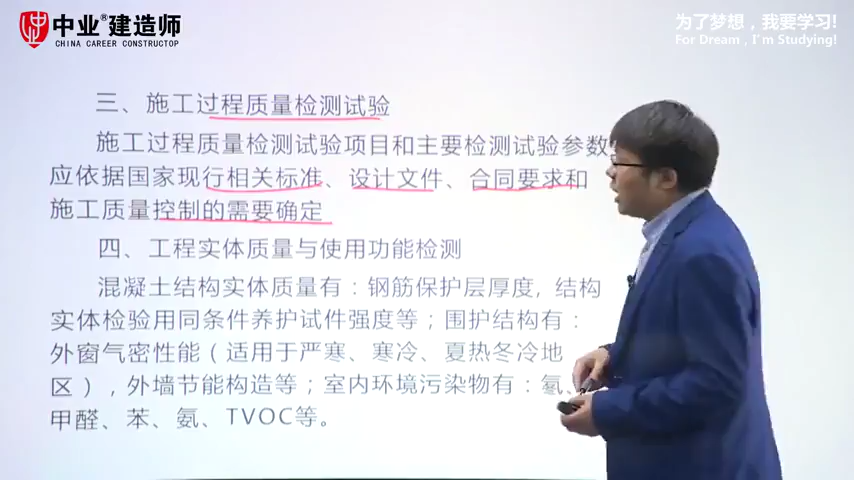 中业®建造师
CHINA CAREER CONSTRUCTOP
为了梦想，我要学习!
For Dream, I'm Studying!
三、施工过程质量检测试验
施工过程质量检测试验项目和主要检测试验参数
应依据国家现行相关标准、设计文件、合同要求和
施工质量控制的需要确定
四、工程实体质量与使用功能检测
混凝土结构实体质量有：钢筋保护层厚度, 结构
实体检验用同条件养护试件强度等；围护结构有：
外窗气密性能（适用于严寒、寒冷、夏热冬冷地
区），外墙节能构造等；室内环境污染物有：氡、
甲醛、苯、氨、TVOC等。